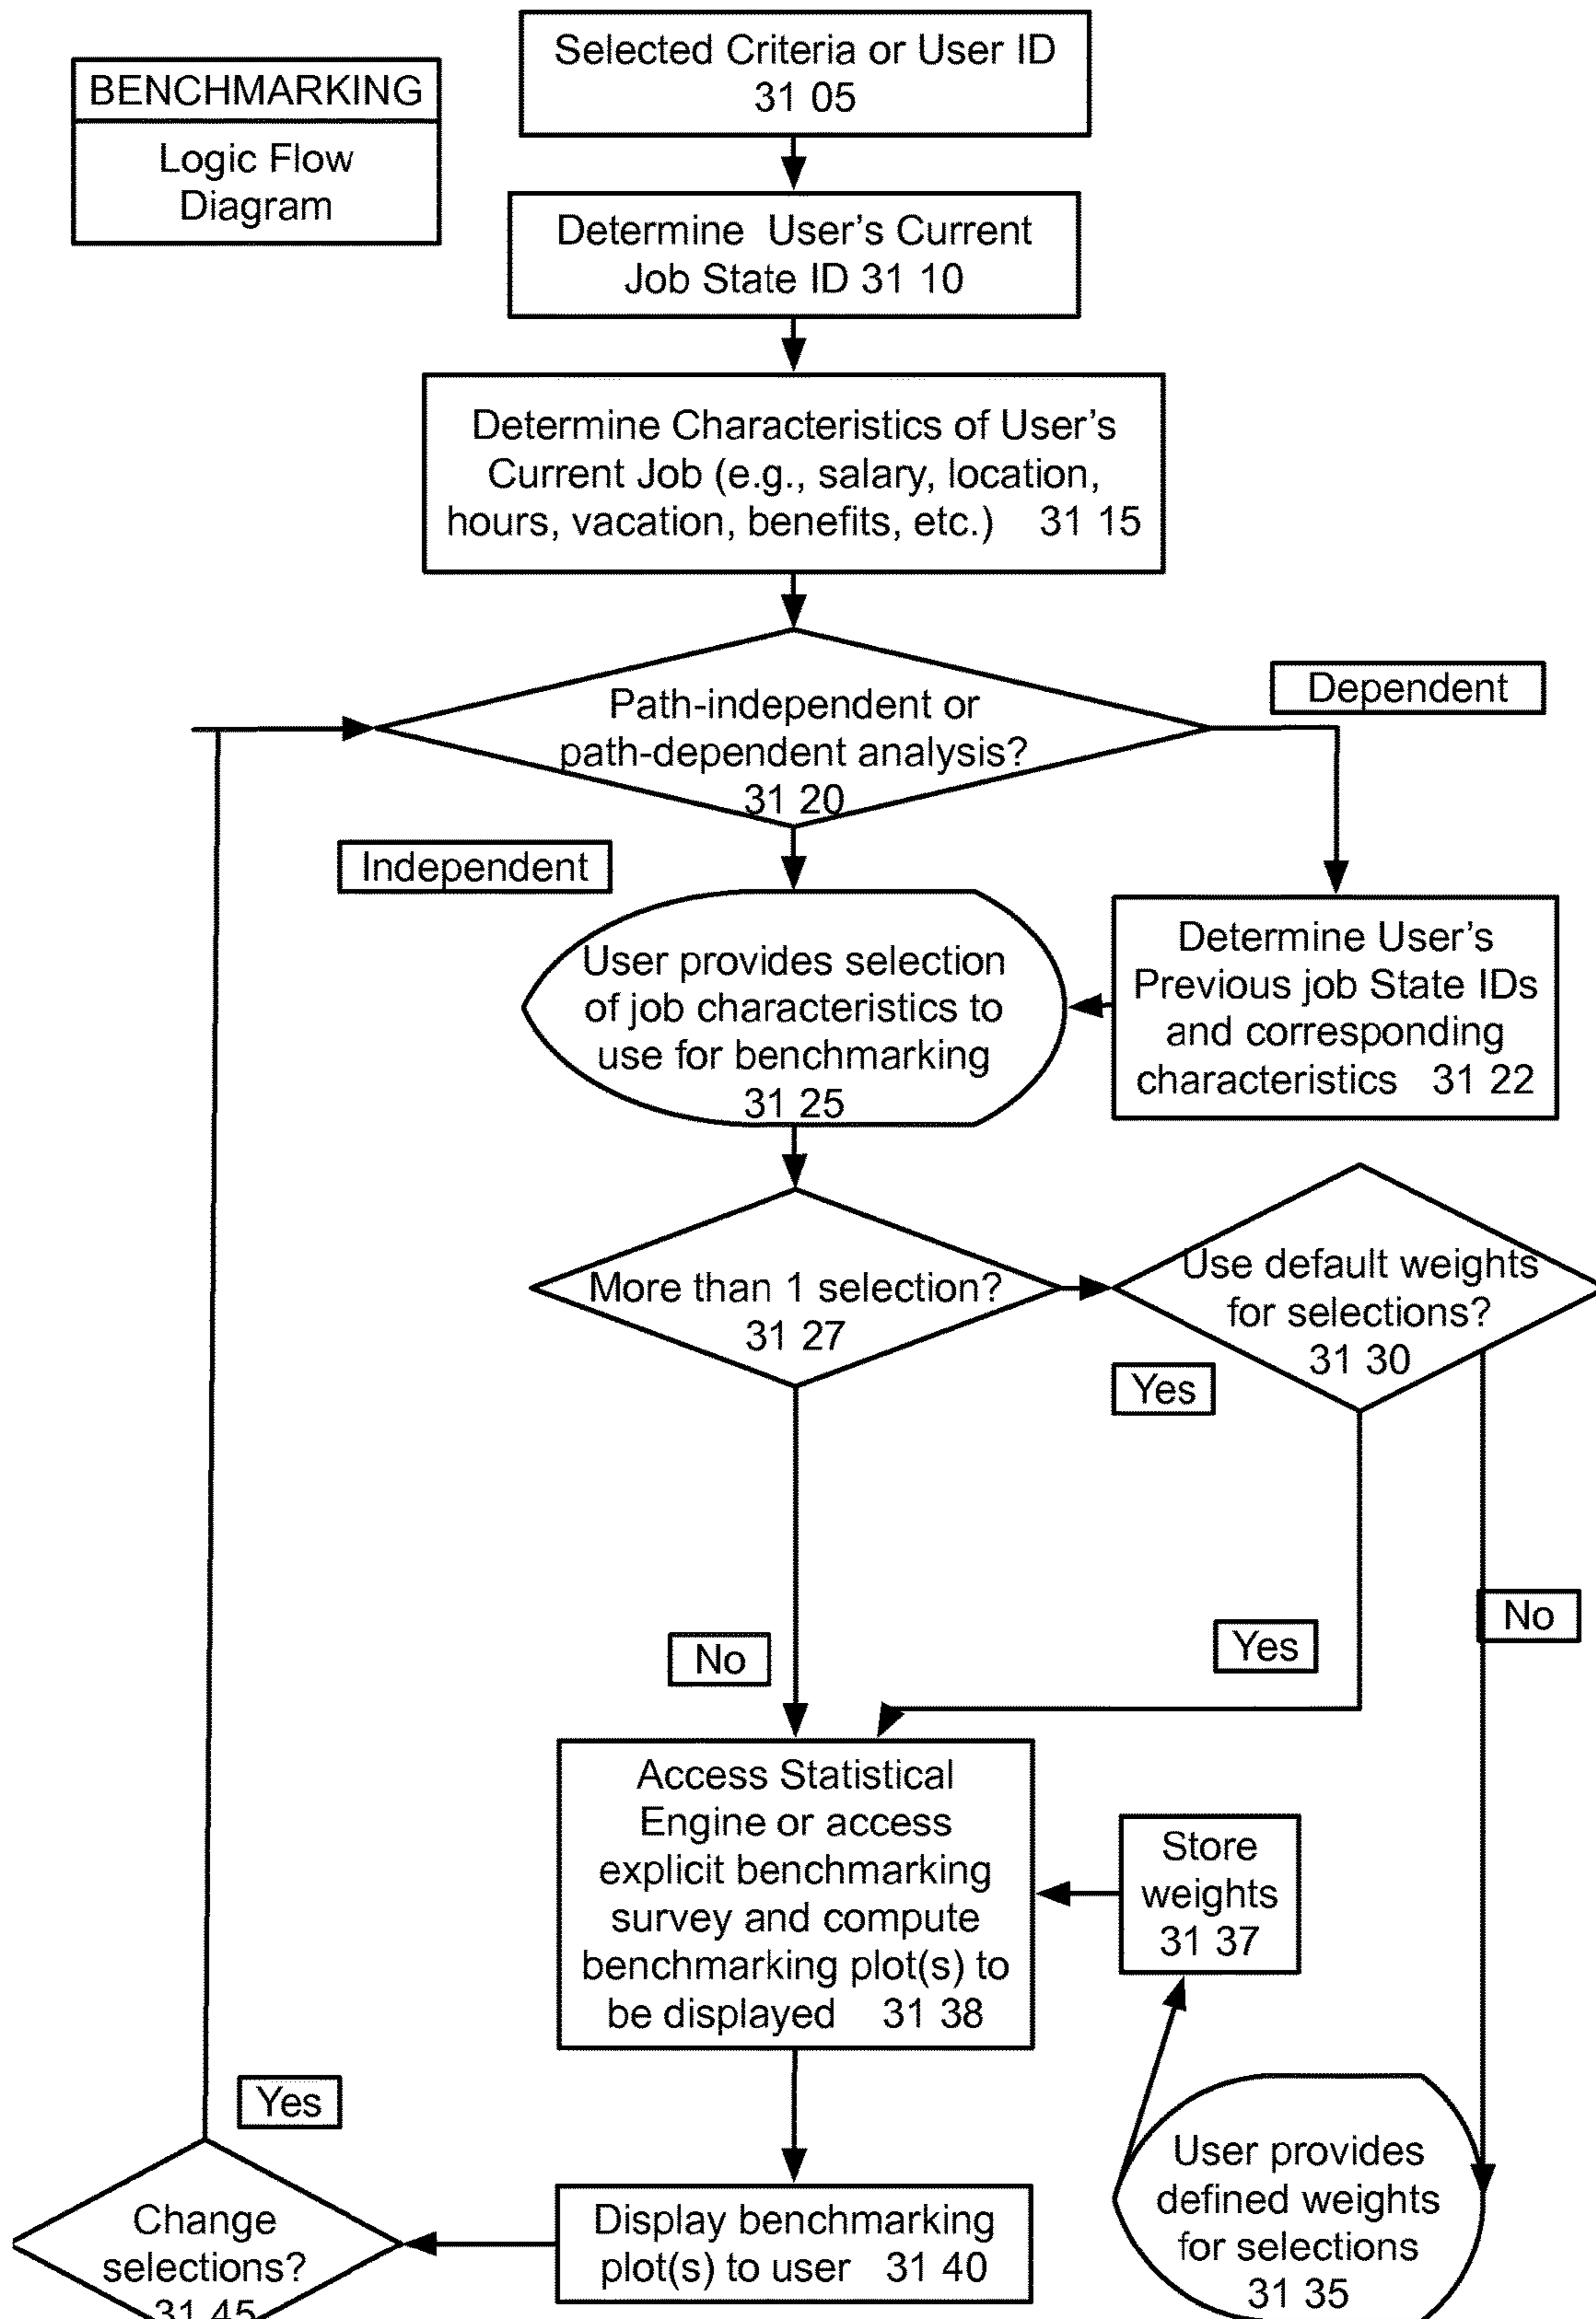 BENCHMARKING
Logic Flow
Diagram
Selected Criteria or User ID
31 05
Determine User's Current
Job State ID 31 10
Determine Characteristics of User's
Current Job (e.g., salary, location,
hours, vacation, benefits, etc.) 31 15
Path-independent or
path-dependent analysis?
31 20
Dependent
Independent
User provides selection
of job characteristics to
use for benchmarking
31 25
Determine User's
Previous job State IDs
and corresponding
characteristics 31 22
More than 1 selection?
31 27
Use default weights
for selections?
31 30
Yes
No
Yes
No
Access Statistical
Engine or access
explicit benchmarking
survey and compute
benchmarking plot(s) to
be displayed 31 38
Store
weights
31 37
Yes
User provides
defined weights
for selections
31 35
Display benchmarking
plot(s) to user 31 40
Change
selections?
31 45